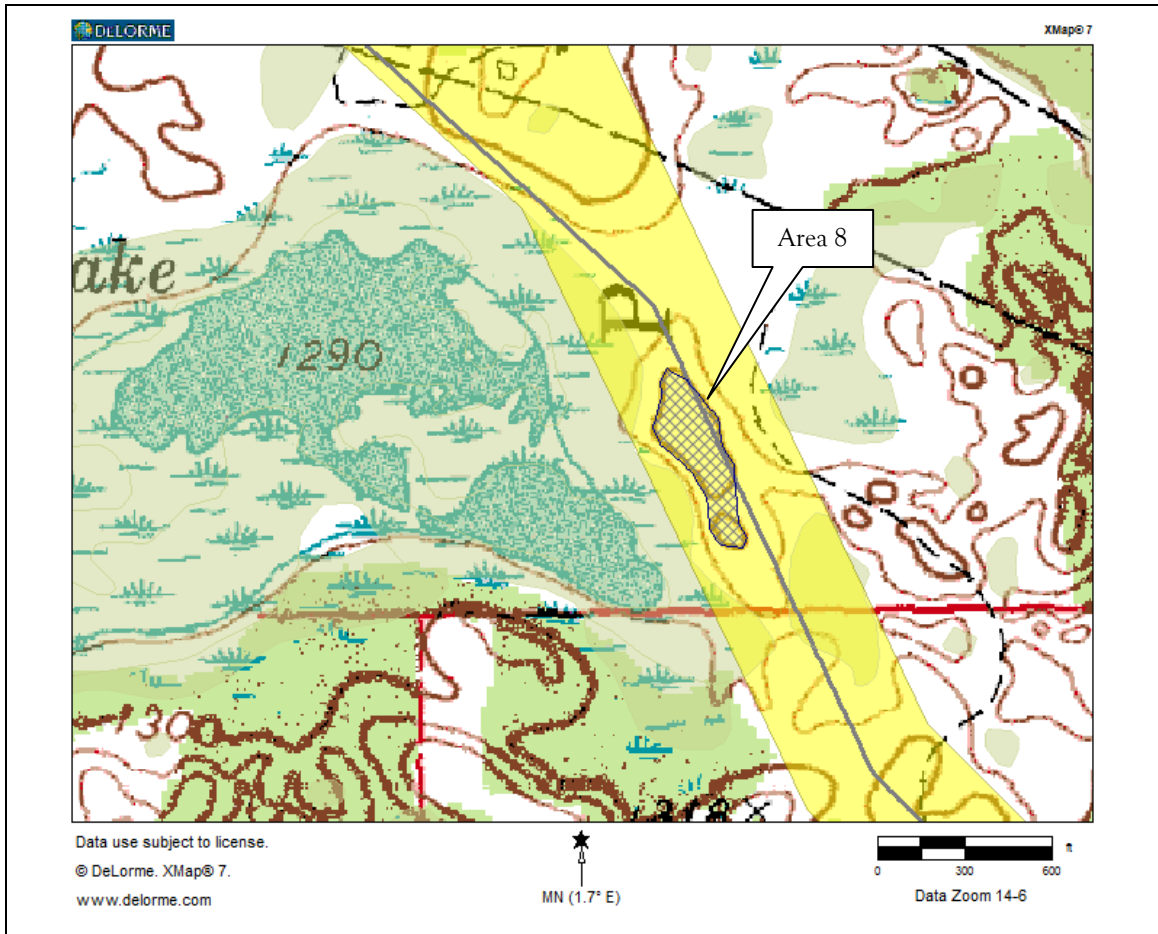 DELORME
XMap® 7
Area 8
ake
P
1290
1300
Data use subject to license.
© DeLorme. XMap® 7.
www.delorme.com
MN (1.7° E)
ft
0 300 600
Data Zoom 14-6